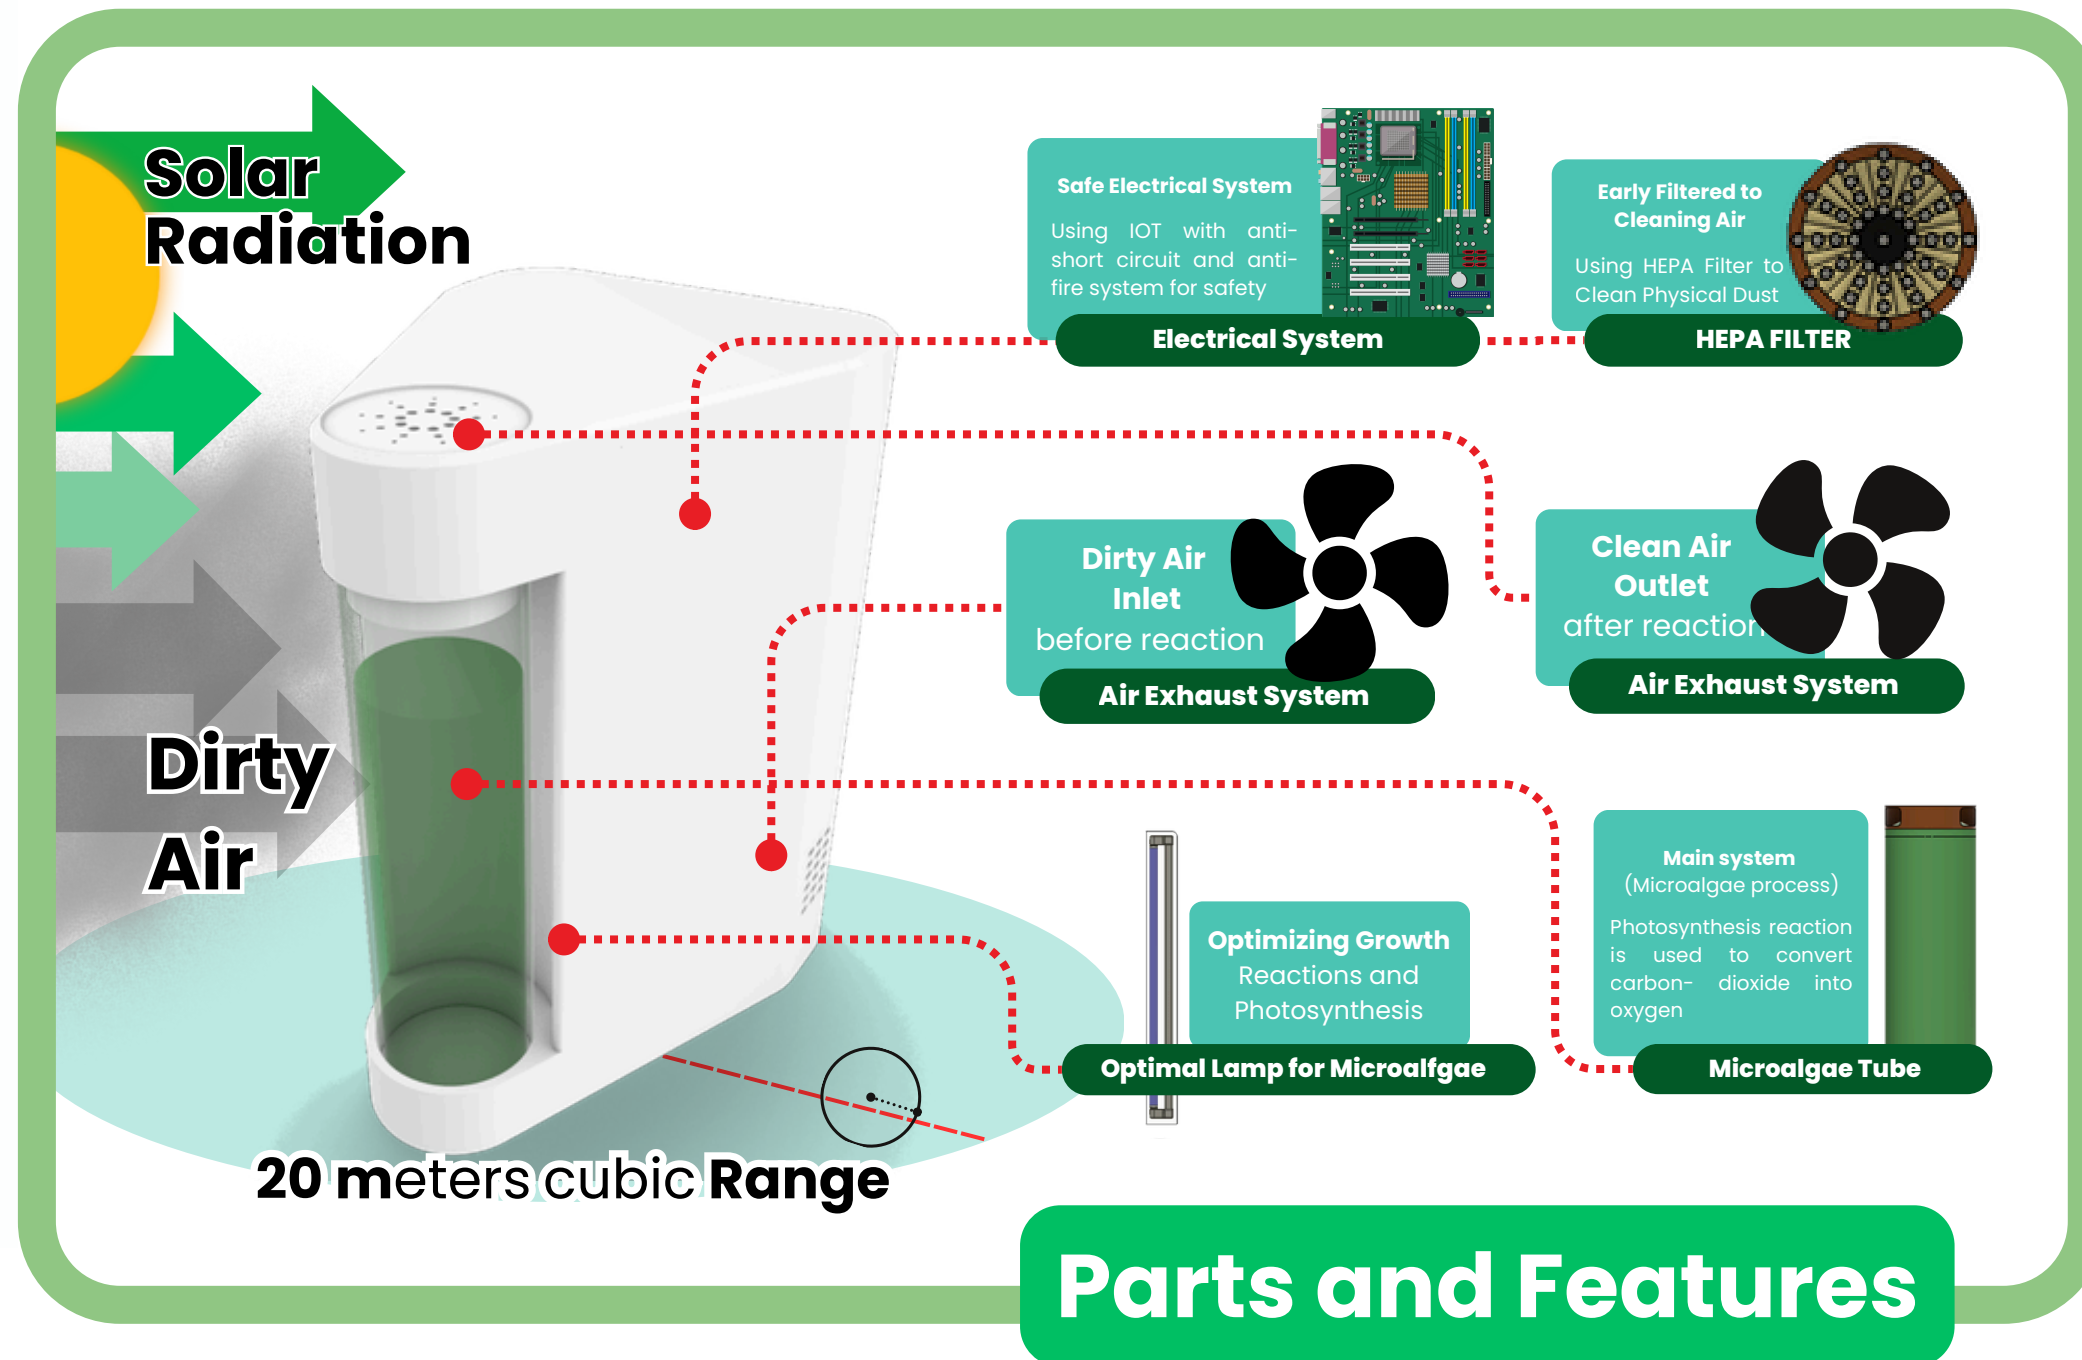 Solar
Radiation
Safe Electrical System
Using IOT with anti-
short circuit and anti-
fire system for safety
Electrical System
Early Filtered to
Cleaning Air
Using HEPA Filter to
Clean Physical Dust
HEPA FILTER
Dirty Air
Inlet
before reaction
Air Exhaust System
Clean Air
Outlet
after reaction
Air Exhaust System
Dirty
Air
Optimizing Growth
Reactions and
Photosynthesis
Optimal Lamp for Microalfgae
Main system
(Microalgae process)
Photosynthesis reaction
is used to convert
carbon- dioxide into
oxygen
Microalgae Tube
20 meters cubic Range
Parts and Features